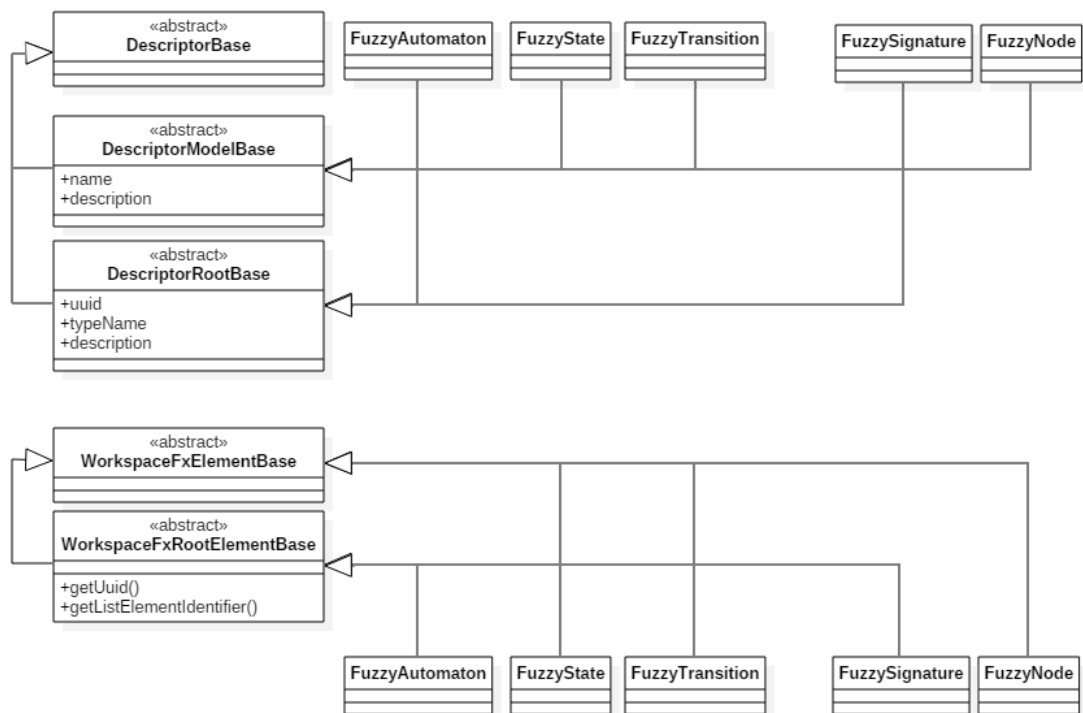 «abstract»
DescriptorBase
FuzzyAutomaton
FuzzyState
FuzzyTransition
FuzzySignature
FuzzyNode
«abstract»
DescriptorModelBase
+name
+description
«abstract»
DescriptorRootBase
+uuid
+typeName
+description
«abstract»
WorkspaceFxElementBase
«abstract»
WorkspaceFxRootElementBase
+getUuid()
+getListElementIdentifier()
FuzzyAutomaton
FuzzyState
FuzzyTransition
FuzzySignature
FuzzyNode